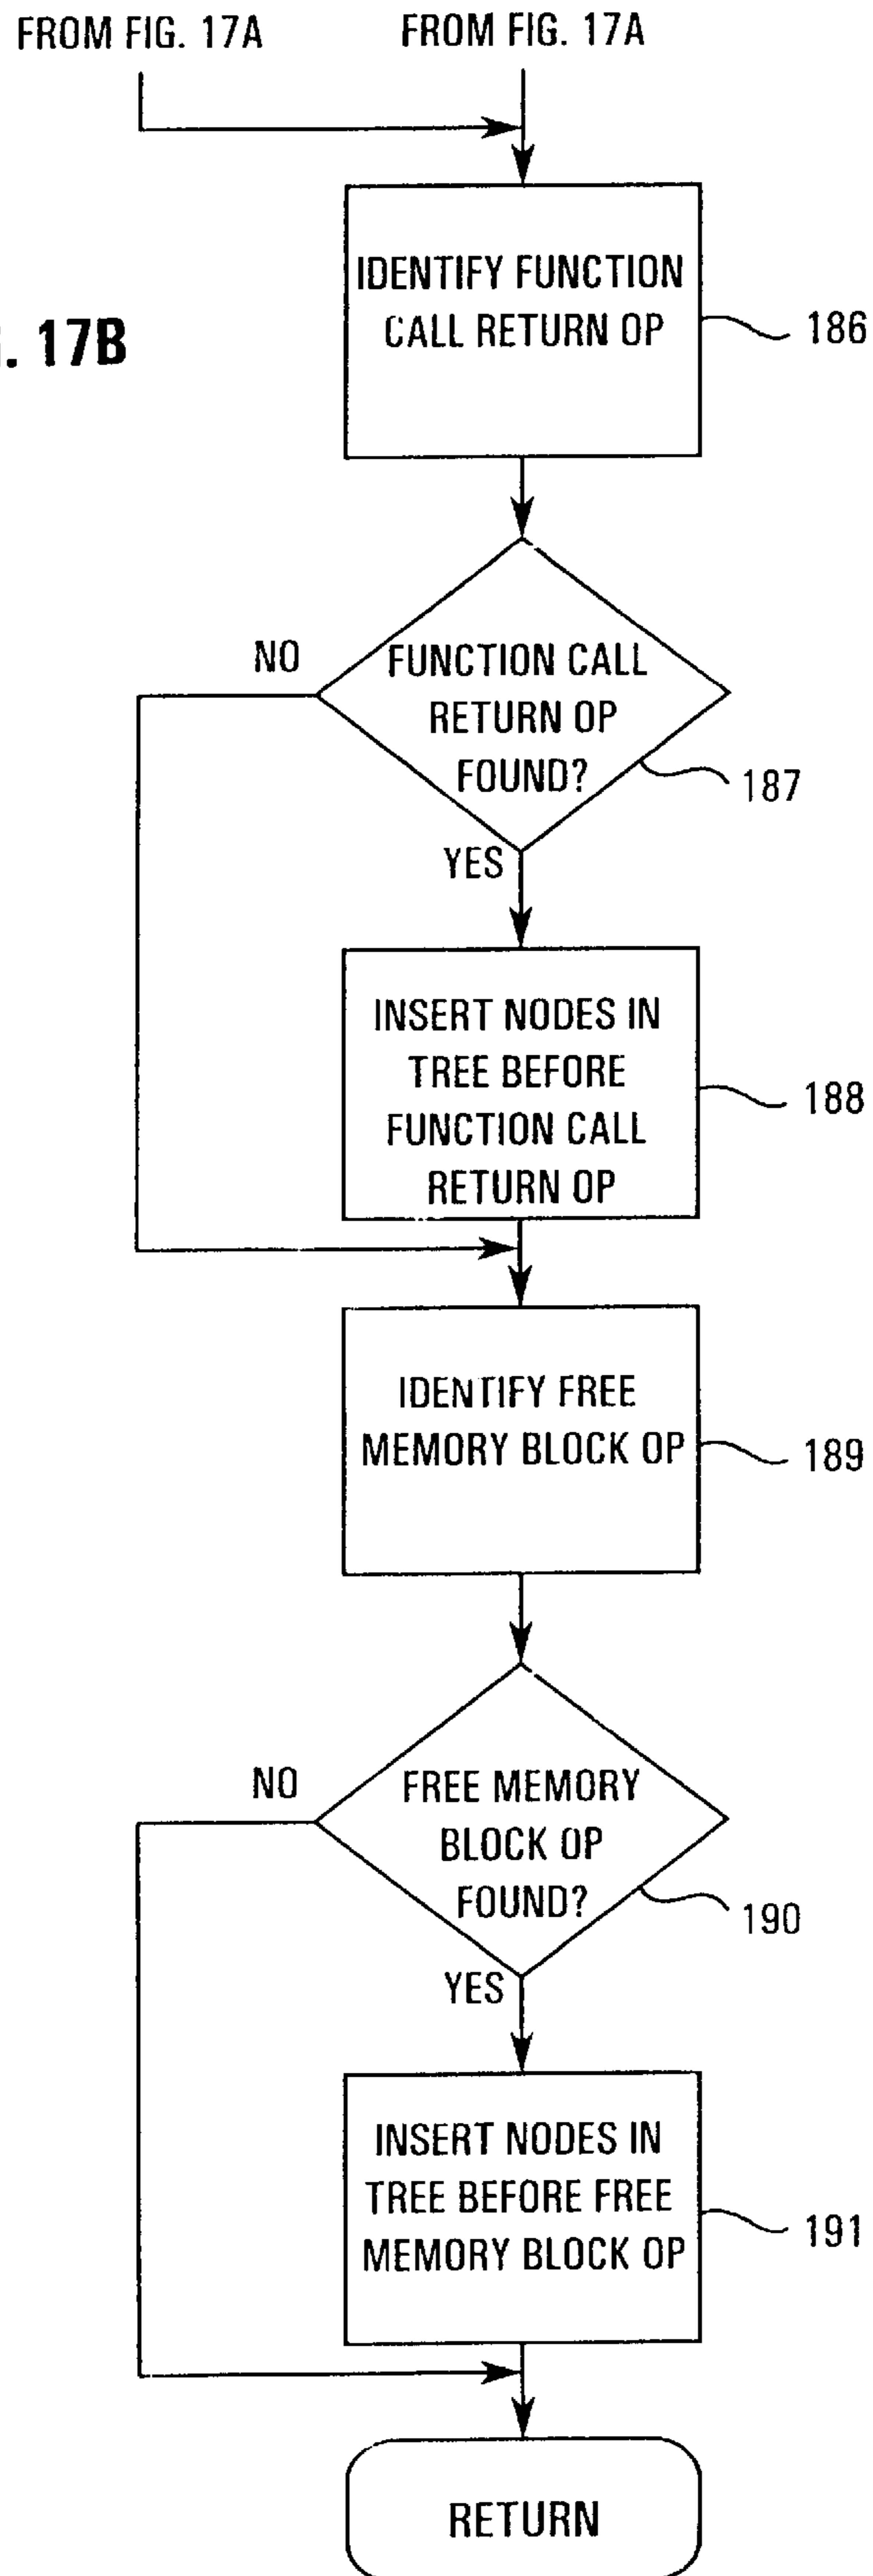 FROM FIG. 17A
FROM FIG. 17A
IDENTIFY FUNCTION
CALL RETURN OP
186
. 17B
NO
FUNCTION CALL
RETURN OP
FOUND?
187
YES
INSERT NODES IN
TREE BEFORE
FUNCTION CALL
RETURN OP
188
IDENTIFY FREE
MEMORY BLOCK OP
189
NO
FREE MEMORY
BLOCK OP
FOUND?
190
YES
INSERT NODES IN
TREE BEFORE FREE
MEMORY BLOCK OP
191
RETURN